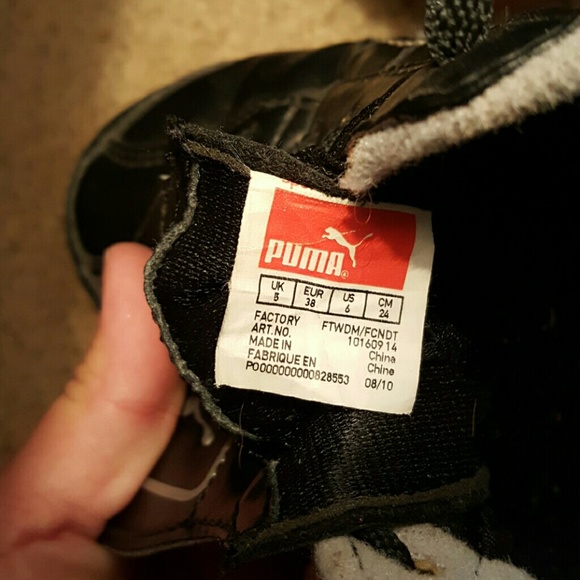 PUMA
UK EUR US CM
5 38 6 24
FACTORY FTWDM/FCNDT
ART.NO. 101609 14
MADE IN China
FABRIQUE EN Chine
PO000000000828553 08/10